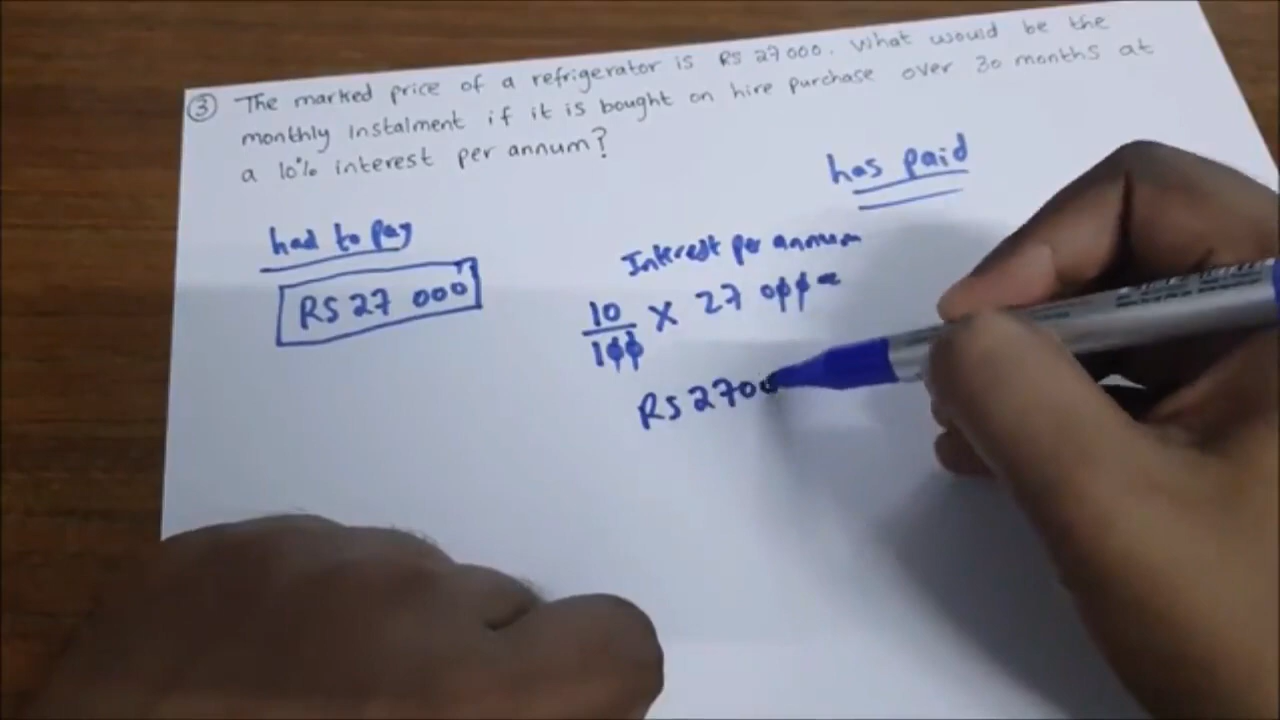 ③ The marked price of a refrigerator is RS 27000. What would be the
monthly instalment if it is bought on hire purchase over 30 months at
a 10% interest per annum?
had to pay
RS 27 000
has paid
Interest per annum
10/100 X 27 000
RS 2700